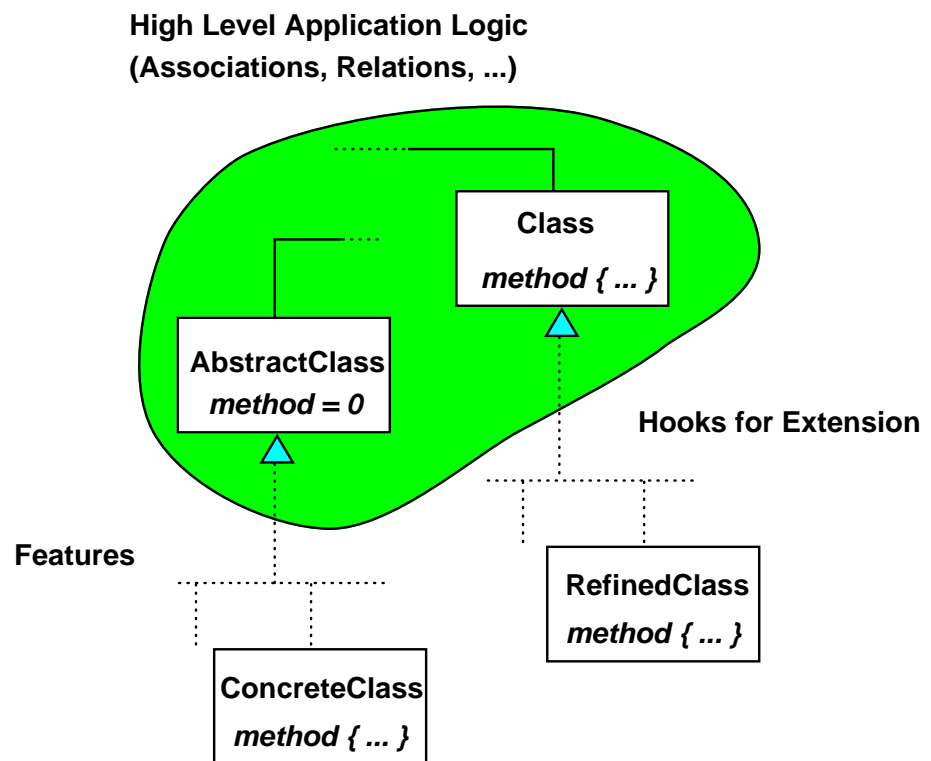 High Level Application Logic
(Associations, Relations, ...)
Class
method { ... }
AbstractClass
method = 0
Hooks for Extension
Features
RefinedClass
method { ... }
ConcreteClass
method { ... }